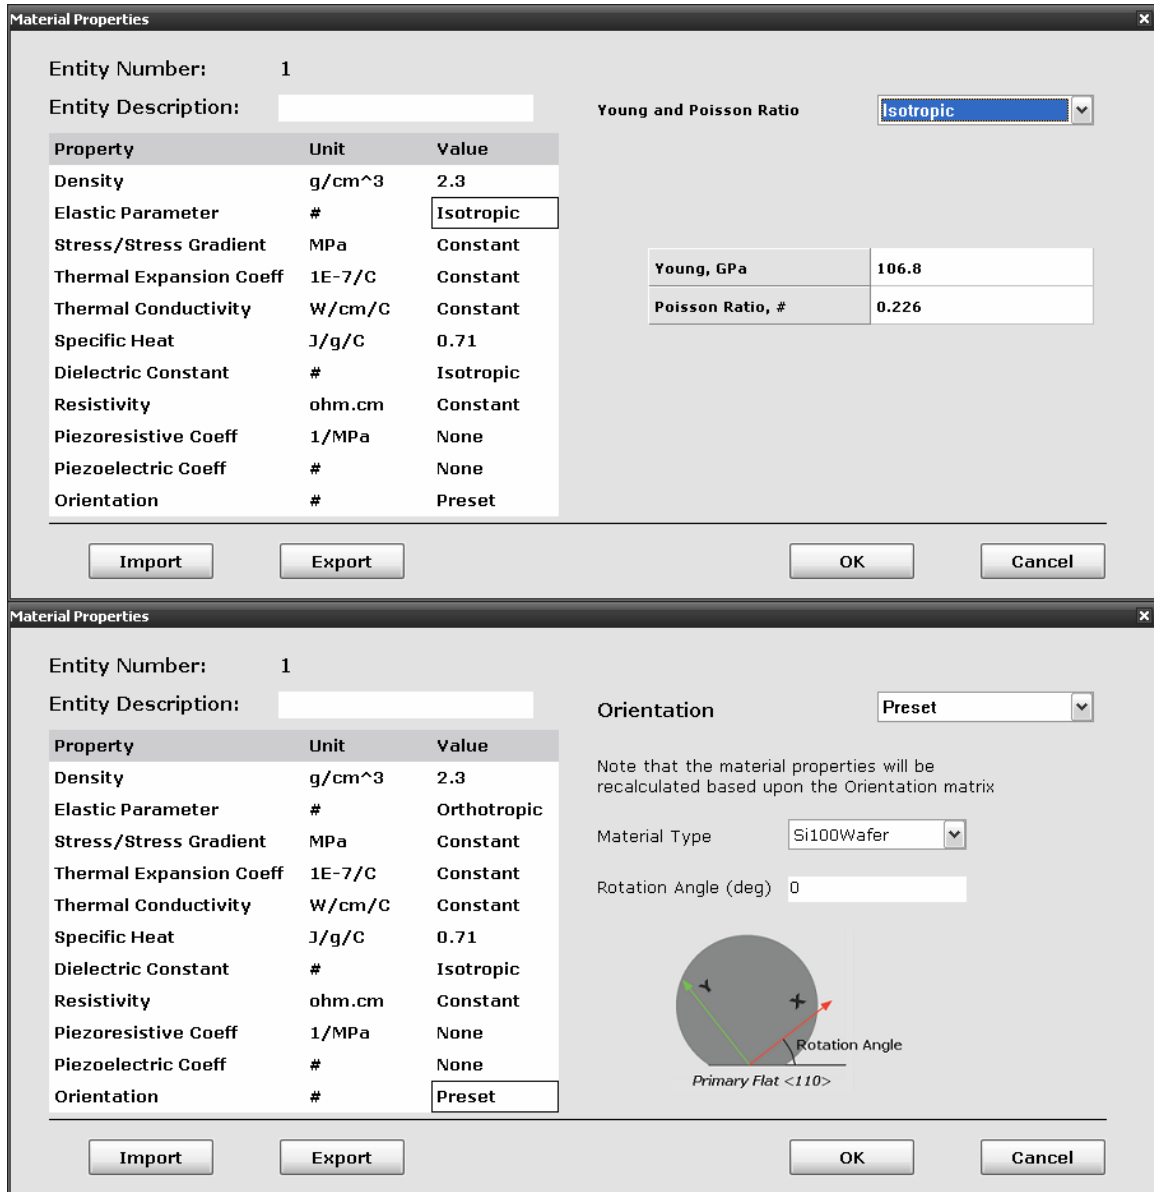 Material Properties
Entity Number: 1
Entity Description:
Young and Poisson Ratio Isotropic
Property Unit Value
Density g/cm^3 2.3
Elastic Parameter # Isotropic
Stress/Stress Gradient MPa Constant
Thermal Expansion Coeff 1E-7/C Constant
Thermal Conductivity W/cm/C Constant
Specific Heat J/g/C 0.71
Dielectric Constant # Isotropic
Resistivity ohm.cm Constant
Piezoresistive Coeff 1/MPa None
Piezoelectric Coeff # None
Orientation # Preset
Young, GPa 106.8
Poisson Ratio, # 0.226
Import Export OK Cancel
Material Properties
Entity Number: 1
Entity Description:
Orientation Preset
Property Unit Value
Density g/cm^3 2.3
Elastic Parameter # Orthotropic
Stress/Stress Gradient MPa Constant
Thermal Expansion Coeff 1E-7/C Constant
Thermal Conductivity W/cm/C Constant
Specific Heat J/g/C 0.71
Dielectric Constant # Isotropic
Resistivity ohm.cm Constant
Piezoresistive Coeff 1/MPa None
Piezoelectric Coeff # None
Orientation # Preset
Note that the material properties will be
recalculated based upon the Orientation matrix
Material Type Si100Wafer
Rotation Angle (deg) 0
Y
X
Rotation Angle
Primary Flat <110>
Import Export OK Cancel